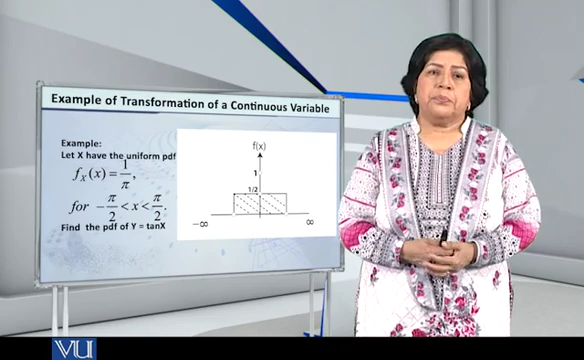 Example of Transformation of a Continuous Variable
Example:
Let X have the uniform pdf
f_X(x) = 1/π,
for -π/2 < x < π/2.
Find the pdf of Y = tanX
f(x)
1
1/2
-∞ ∞
VU